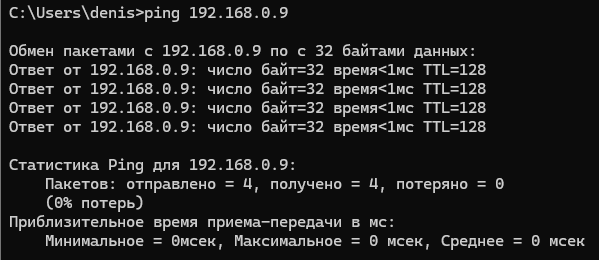 C:\Users\denis>ping 192.168.0.9
Обмен пакетами с 192.168.0.9 по с 32 байтами данных:
Ответ от 192.168.0.9: число байт=32 время<1мс TTL=128
Ответ от 192.168.0.9: число байт=32 время<1мс TTL=128
Ответ от 192.168.0.9: число байт=32 время<1мс TTL=128
Ответ от 192.168.0.9: число байт=32 время<1мс TTL=128
Статистика Ping для 192.168.0.9:
Пакетов: отправлено = 4, получено = 4, потеряно = 0
(0% потерь)
Приблизительное время приема-передачи в мс:
Минимальное = 0мсек, Максимальное = 0 мсек, Среднее = 0 мсек